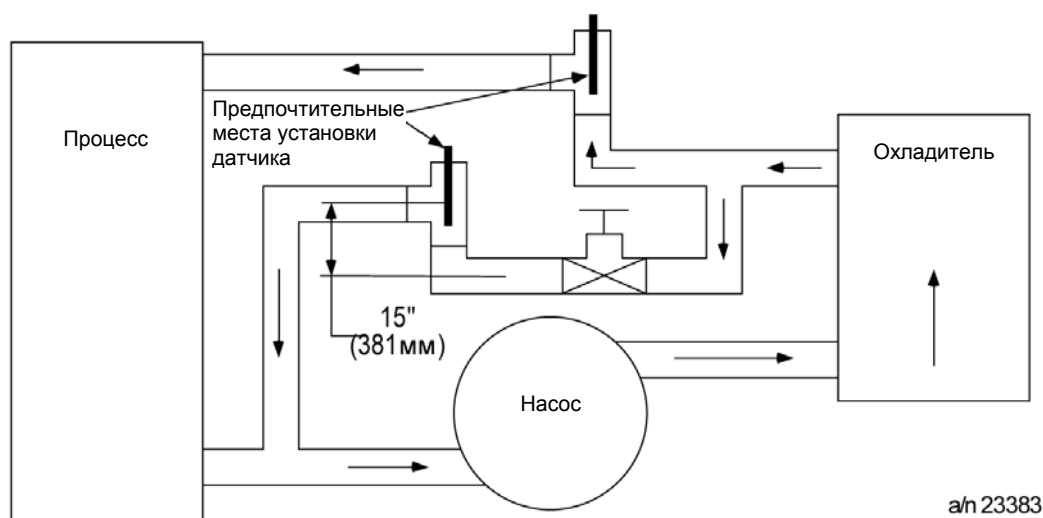 Процесс
Предпочтительные
места установки
датчика
Охладитель
15"
(381мм)
Насос
a/n 23383